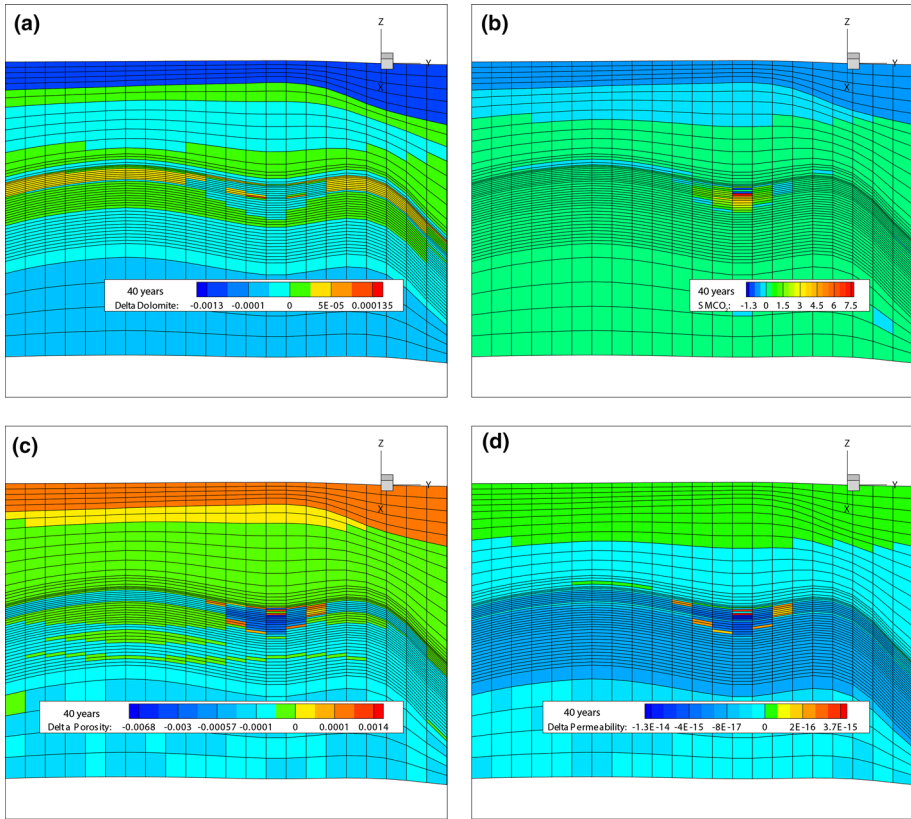 (a)
Z
Y
X
40 years
Delta Dolomite: -0.0013 -0.0001 0 5E-05 0.000135
(b)
Z
Y
X
40 years
SMCO2: -1.3 0 1.5 3 4.5 6 7.5
(c)
Z
Y
X
40 years
Delta Porosity: -0.0068 -0.003 -0.00057 -0.0001 0 0.0001 0.0014
(d)
Z
Y
X
40 years
Delta Permeability: -1.3E-14 -4E-15 -8E-17 0 2E-16 3.7E-15